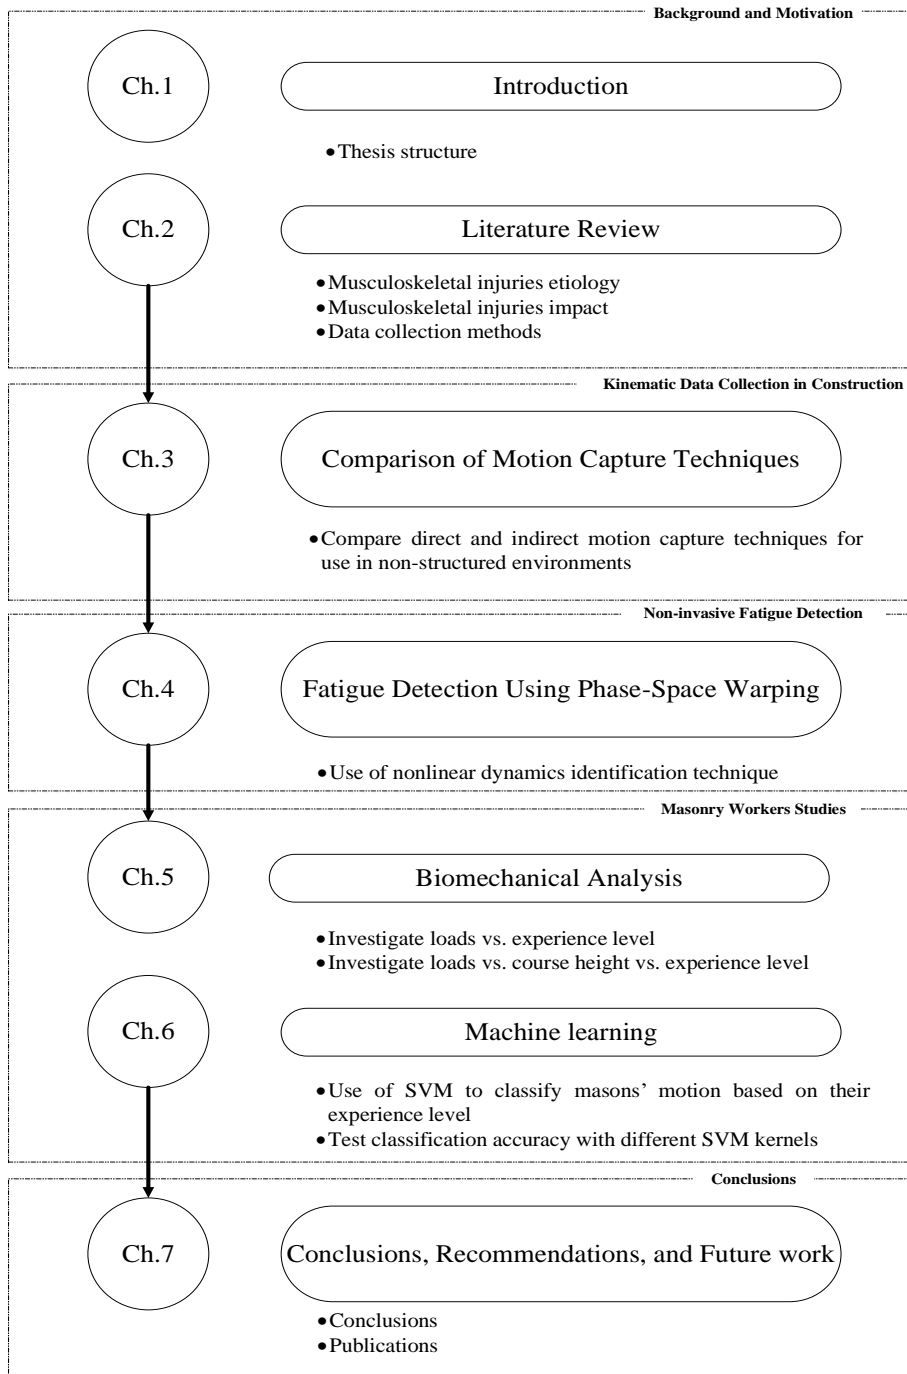 Background and Motivation
Ch.1
Introduction
•Thesis structure
Ch.2
Literature Review
•Musculoskeletal injuries etiology
•Musculoskeletal injuries impact
•Data collection methods
Kinematic Data Collection in Construction
Ch.3
Comparison of Motion Capture Techniques
•Compare direct and indirect motion capture techniques for
use in non-structured environments
Non-invasive Fatigue Detection
Ch.4
Fatigue Detection Using Phase-Space Warping
•Use of nonlinear dynamics identification technique
Masonry Workers Studies
Ch.5
Biomechanical Analysis
•Investigate loads vs. experience level
•Investigate loads vs. course height vs. experience level
Ch.6
Machine learning
•Use of SVM to classify masons’ motion based on their
experience level
•Test classification accuracy with different SVM kernels
Conclusions
Ch.7
Conclusions, Recommendations, and Future work
•Conclusions
•Publications